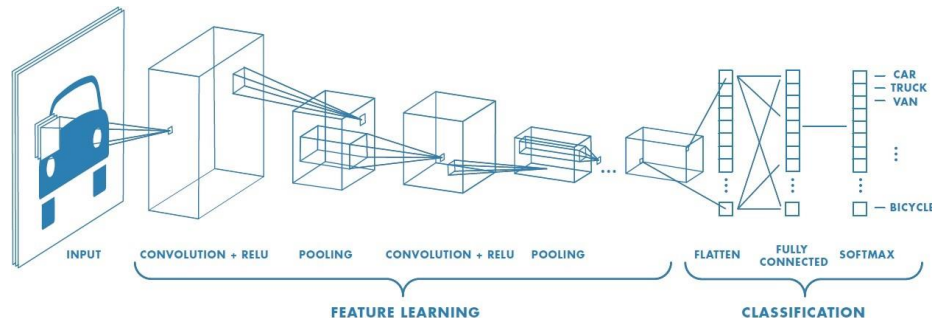 CAR
TRUCK
VAN
BICYCLE
INPUT
CONVOLUTION + RELU
POOLING
CONVOLUTION + RELU
POOLING
FLATTEN
FULLY
CONNECTED
SOFTMAX
FEATURE LEARNING
CLASSIFICATION